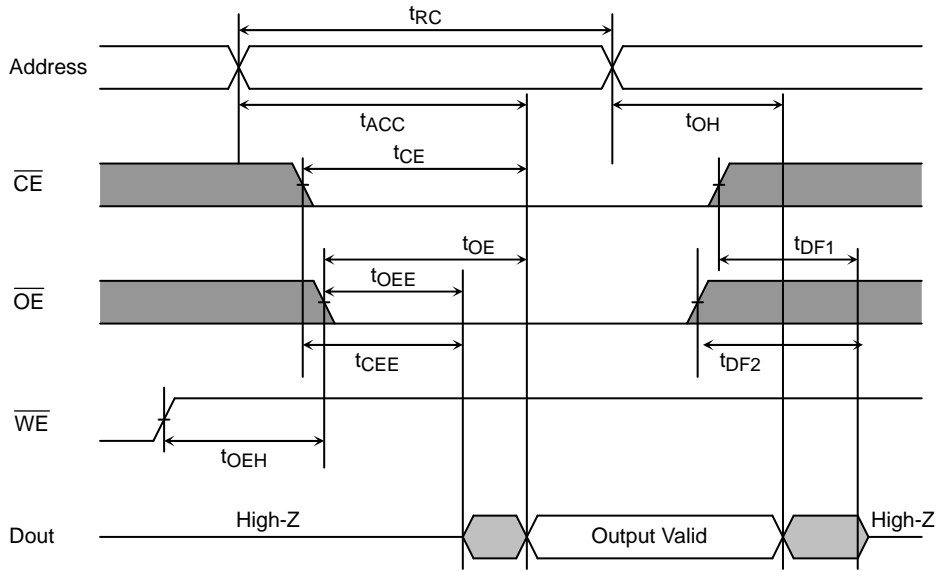 tRC
Address
tACC
tOH
tCE
CE
tOE
tDF1
tOEE
OE
tCEE
tDF2
WE
tOEH
High-Z
High-Z
Dout
Output Valid